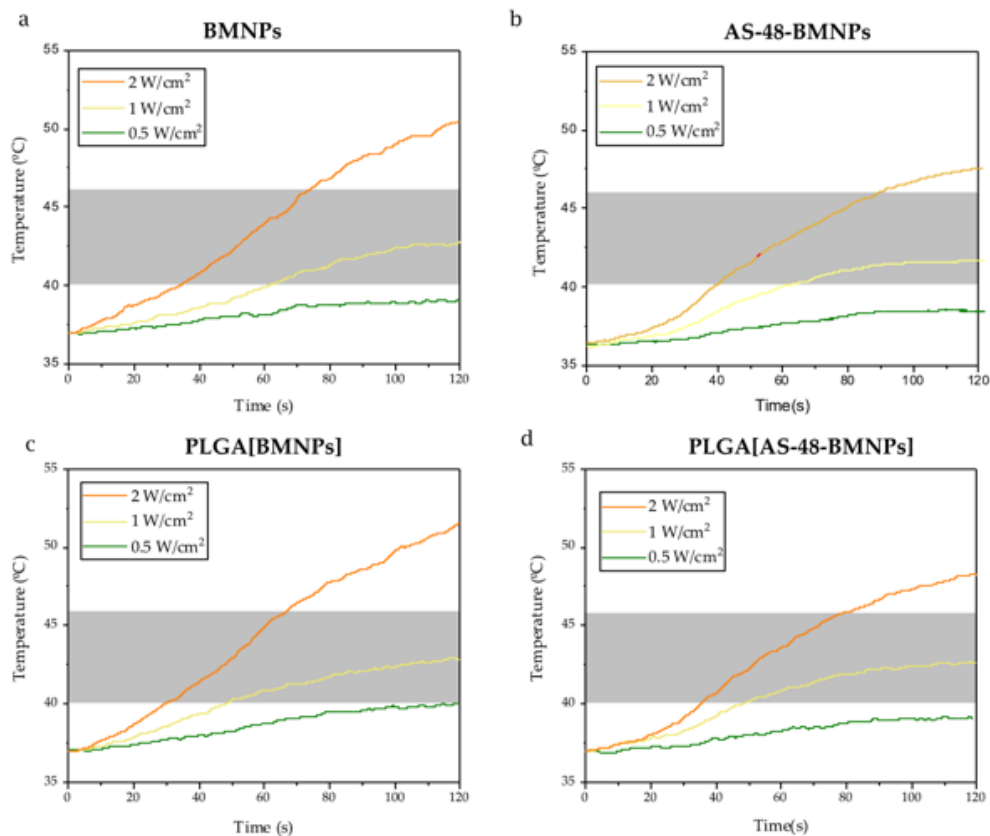 a
BMNPs
55
50
45
40
35
Temperature (ºC)
2 W/cm²
1 W/cm²
0.5 W/cm²
0 20 40 60 80 100 120
Time (s)
b
AS-48-BMNPs
55
50
45
40
35
Temperature (ºC)
2 W/cm²
1 W/cm²
0.5 W/cm²
0 20 40 60 80 100 120
Time(s)
c
PLGA[BMNPs]
55
50
45
40
35
Temperature (ºC)
2 W/cm²
1 W/cm²
0.5 W/cm²
0 20 40 60 80 100 120
Time (s)
d
PLGA[AS-48-BMNPs]
55
50
45
40
35
Temperature (ºC)
2 W/cm²
1 W/cm²
0.5 W/cm²
0 20 40 60 80 100 120
Time(s)